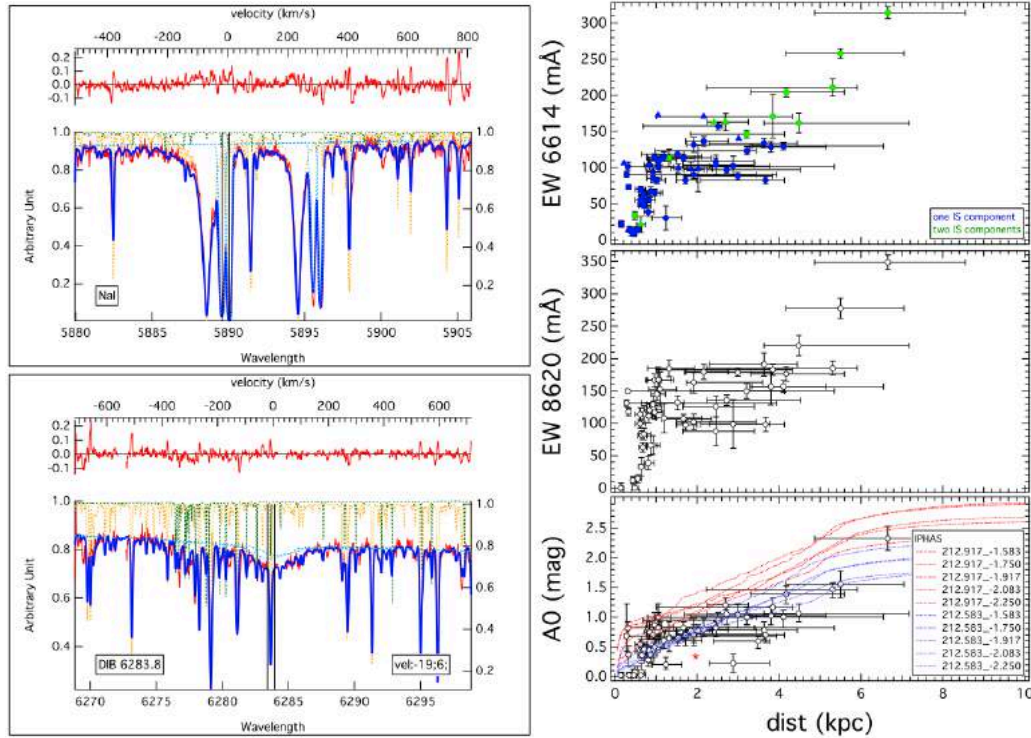 velocity (km/s)
-400 -200 0 200 400 600 800
0.2
0.1
0.0
-0.1
1.0
0.8
0.6
0.4
0.2
1.0
0.8
0.6
0.4
0.2
Arbitrary Unit
NaI
5880 5885 5890 5895 5900 5905
Wavelength
velocity (km/s)
-600 -400 -200 0 200 400 600
0.2
0.1
0.0
-0.1
1.0
0.8
0.6
0.4
1.0
0.8
0.6
0.4
0.2
Arbitrary Unit
DIB 6283.8
vel:-19;6;
6270 6275 6280 6285 6290 6295
Wavelength
EW 6614 (mÅ)
300
250
200
150
100
50
0
one IS component
two IS components
EW 8620 (mÅ)
350
300
250
200
150
100
50
0
A0 (mag)
2.5
2.0
1.5
1.0
0.5
0.0
IPHAS
212.917_-1.583
212.917_-1.750
212.917_-1.917
212.917_-2.083
212.917_-2.250
212.583_-1.583
212.583_-1.750
212.583_-1.917
212.583_-2.083
212.583_-2.250
0 2 4 6 8 10
dist (kpc)